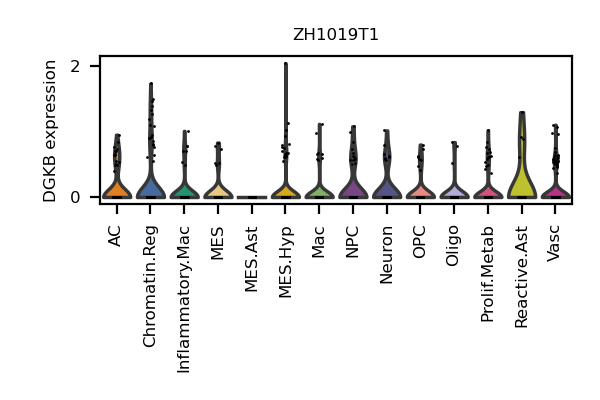 ZH1019T1
DGKB expression
2
0
AC
Chromatin.Reg
Inflammatory.Mac
MES
MES.Ast
MES.Hyp
Mac
NPC
Neuron
OPC
Oligo
Prolif.Metab
Reactive.Ast
Vasc